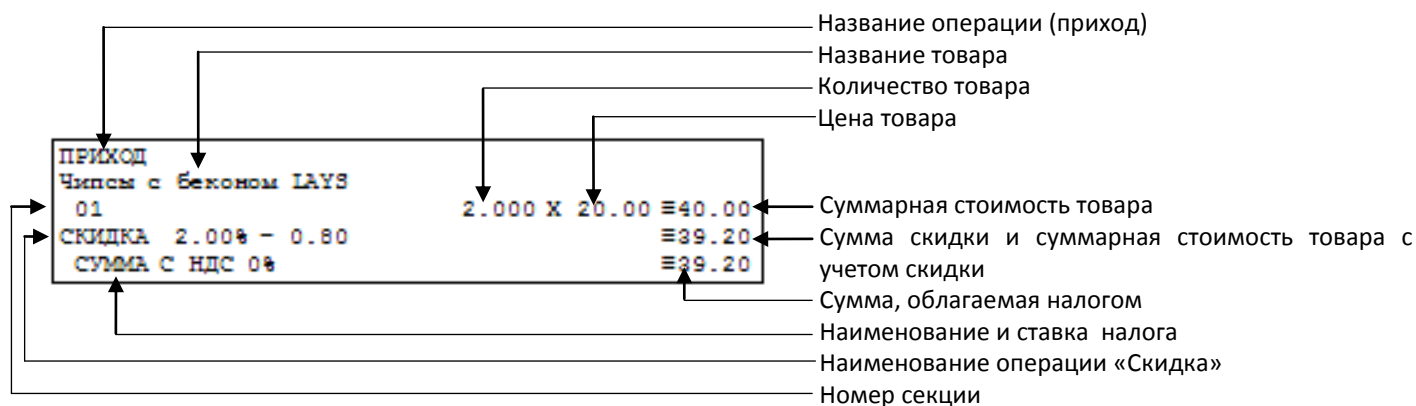 Название операции (приход)
Название товара
Количество товара
Цена товара
ПРИХОД
Чипсы с беконом LAYS
01 2.000 X 20.00 ≡40.00
СКИДКА 2.00% - 0.80 ≡39.20
СУММА С НДС 0% ≡39.20
Суммарная стоимость товара
Сумма скидки и суммарная стоимость товара с
учетом скидки
Сумма, облагаемая налогом
Наименование и ставка налога
Наименование операции «Скидка»
Номер секции